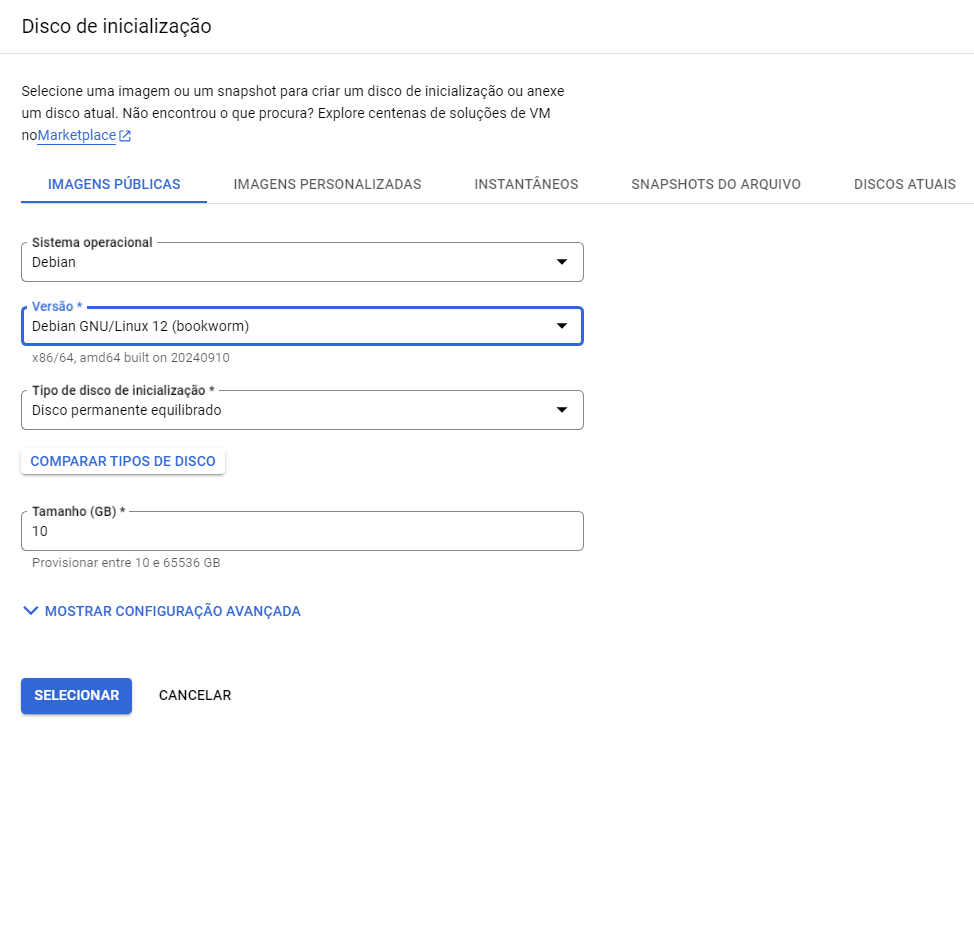 Disco de inicialização
Selecione uma imagem ou um snapshot para criar um disco de inicialização ou anexe
um disco atual. Não encontrou o que procura? Explore centenas de soluções de VM
noMarketplace
IMAGENS PÚBLICAS
IMAGENS PERSONALIZADAS
INSTANTÂNEOS
SNAPSHOTS DO ARQUIVO
DISCOS ATUAIS
Sistema operacional
Debian
Versão *
Debian GNU/Linux 12 (bookworm)
x86/64, amd64 built on 20240910
Tipo de disco de inicialização *
Disco permanente equilibrado
COMPARAR TIPOS DE DISCO
Tamanho (GB) *
10
Provisionar entre 10 e 65536 GB
MOSTRAR CONFIGURAÇÃO AVANÇADA
SELECIONAR
CANCELAR